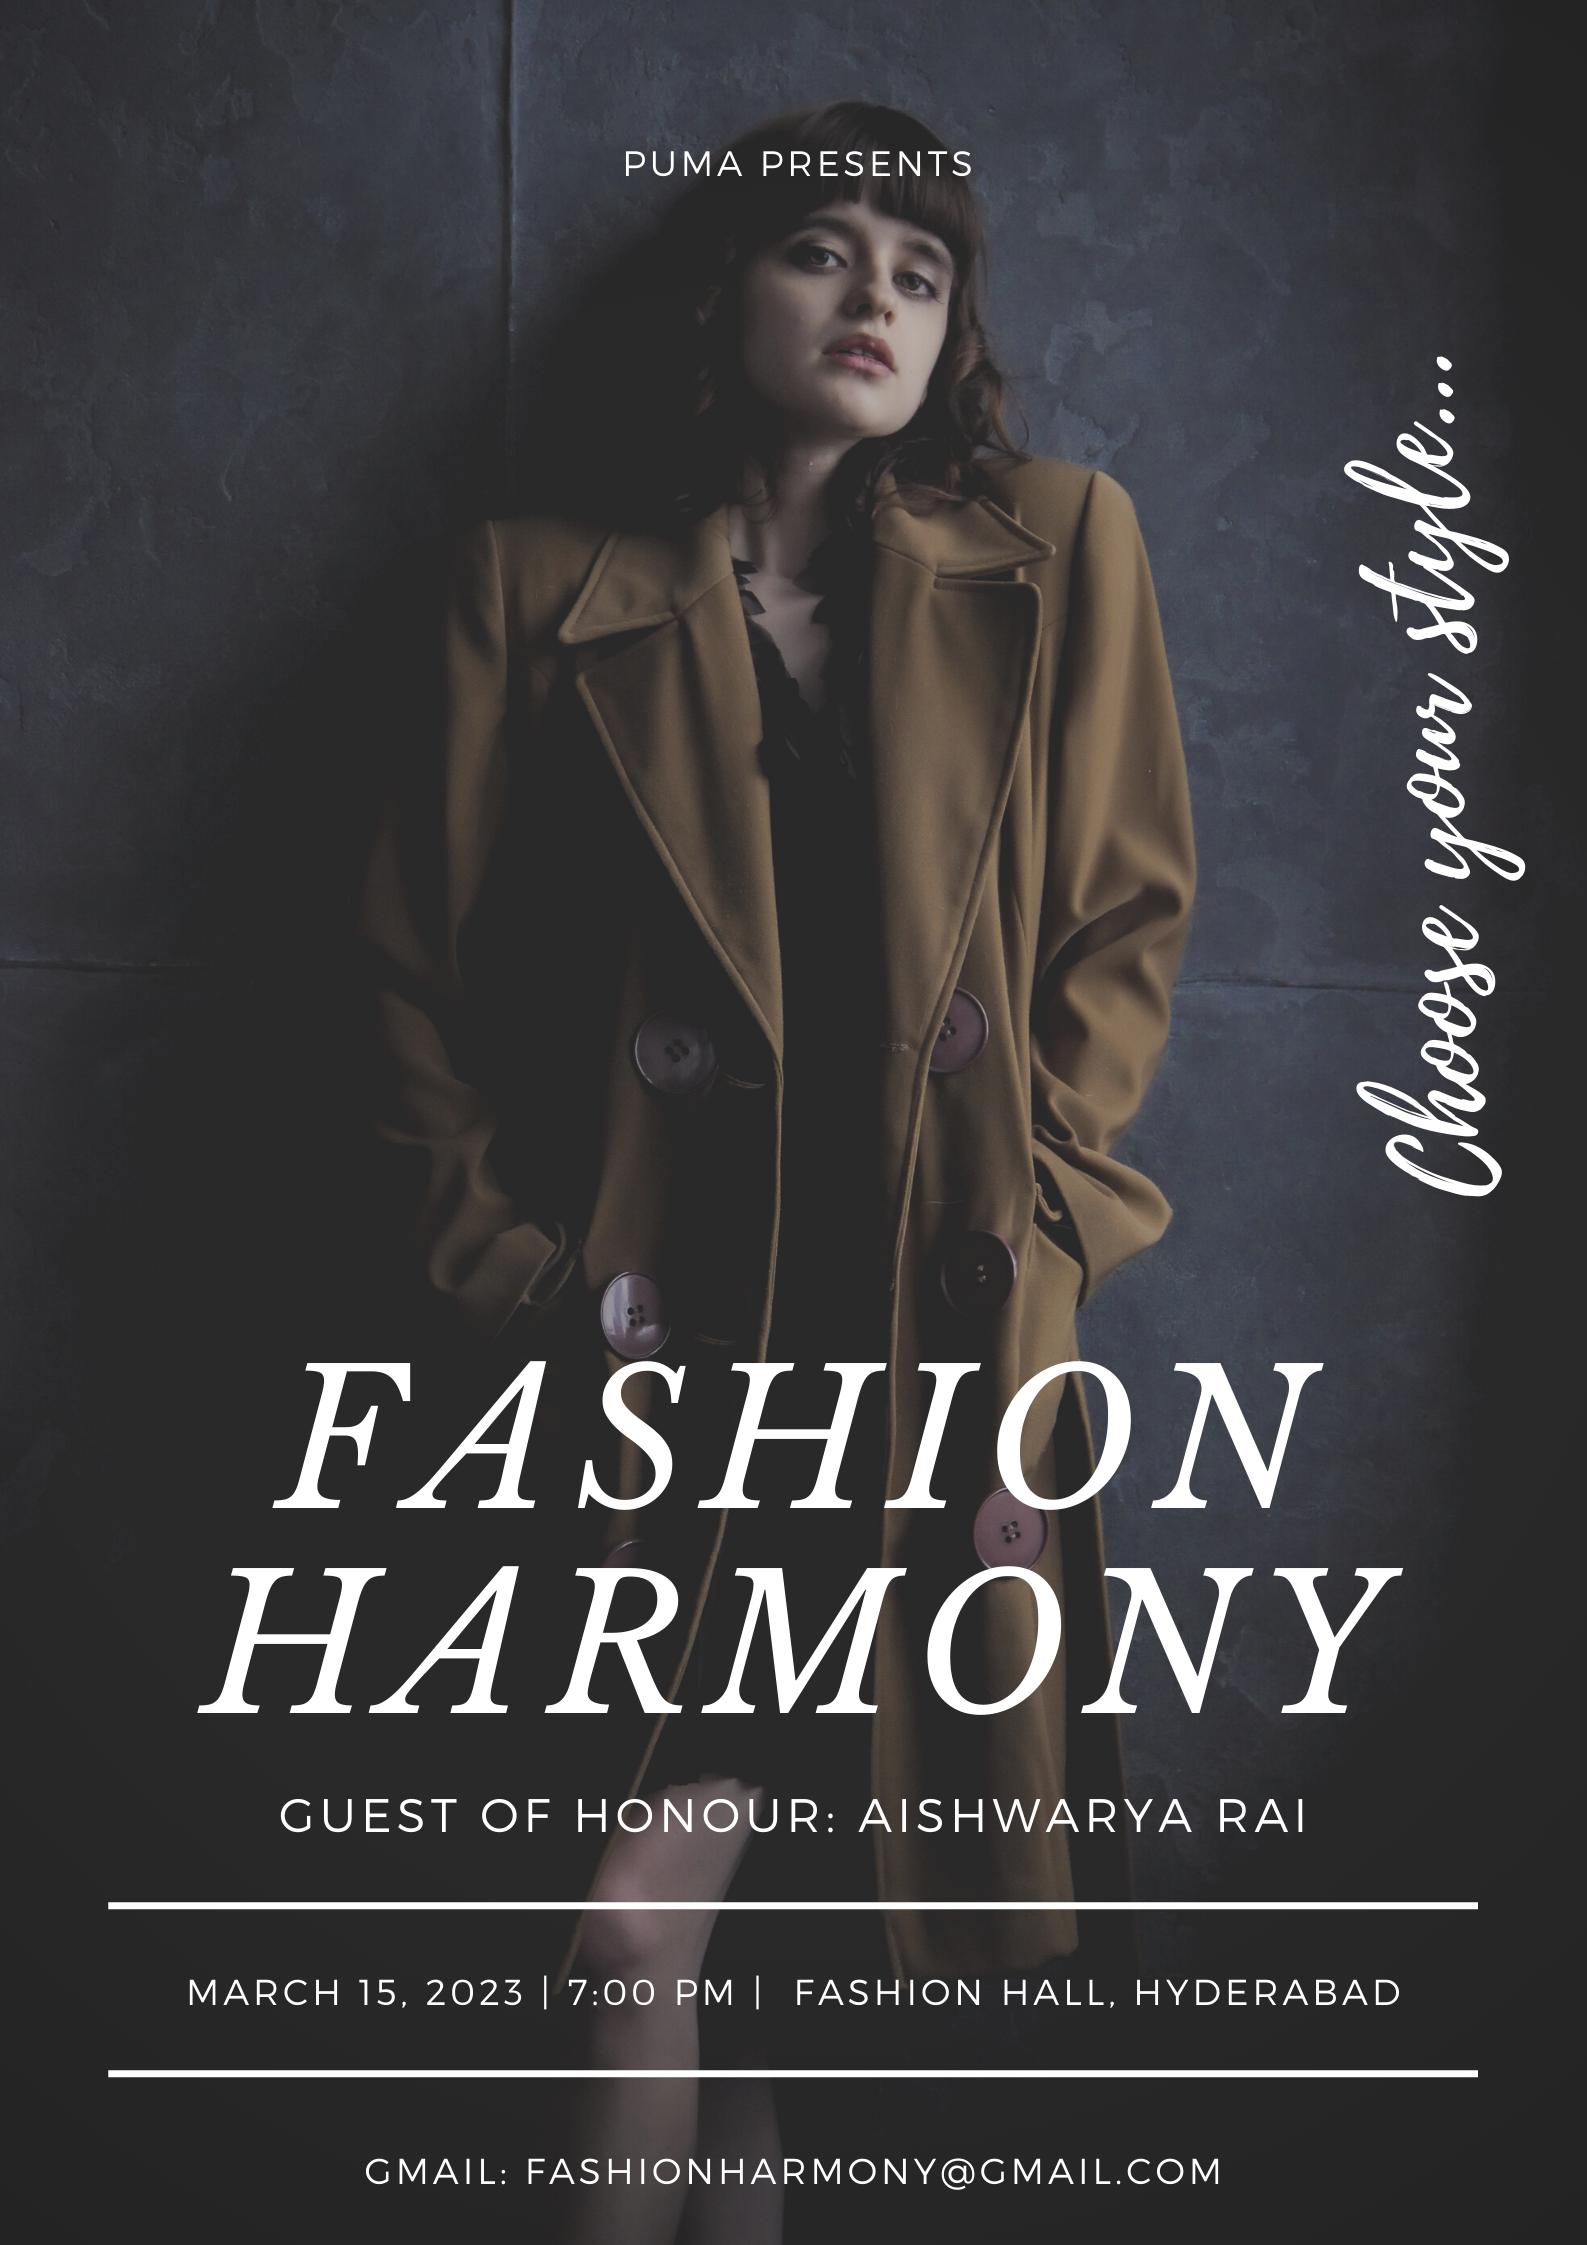 PUMA PRESENTS
Choose your style...
FASHION
HARMONY
GUEST OF HONOUR: AISHWARYA RAI
MARCH 15, 2023 | 7:00 PM | FASHION HALL, HYDERABAD
GMAIL: FASHIONHARMONY@GMAIL.COM